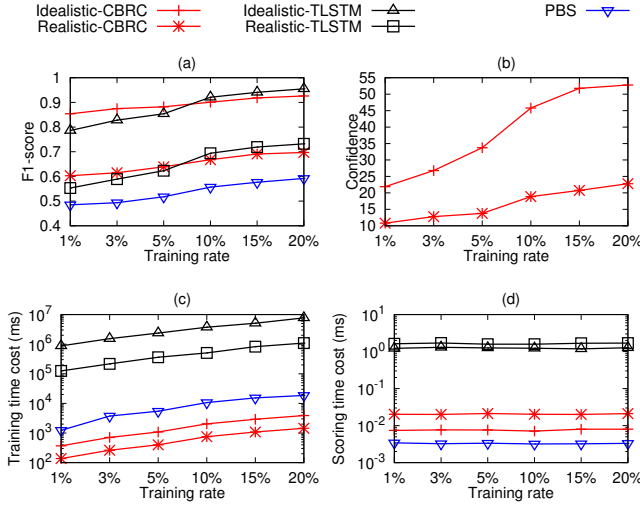 Idealistic-CBRC
Realistic-CBRC
Idealistic-TLSTM
Realistic-TLSTM
PBS
(a)
F1-score
1
0.9
0.8
0.7
0.6
0.5
0.4
1% 3% 5% 10% 15% 20%
Training rate
(b)
Confidence
55
50
45
40
35
30
25
20
15
10
1% 3% 5% 10% 15% 20%
Training rate
(c)
Training time cost (ms)
10^7
10^6
10^5
10^4
10^3
10^2
1% 3% 5% 10% 15% 20%
Training rate
(d)
Scoring time cost (ms)
10^1
10^0
10^-1
10^-2
10^-3
1% 3% 5% 10% 15% 20%
Training rate